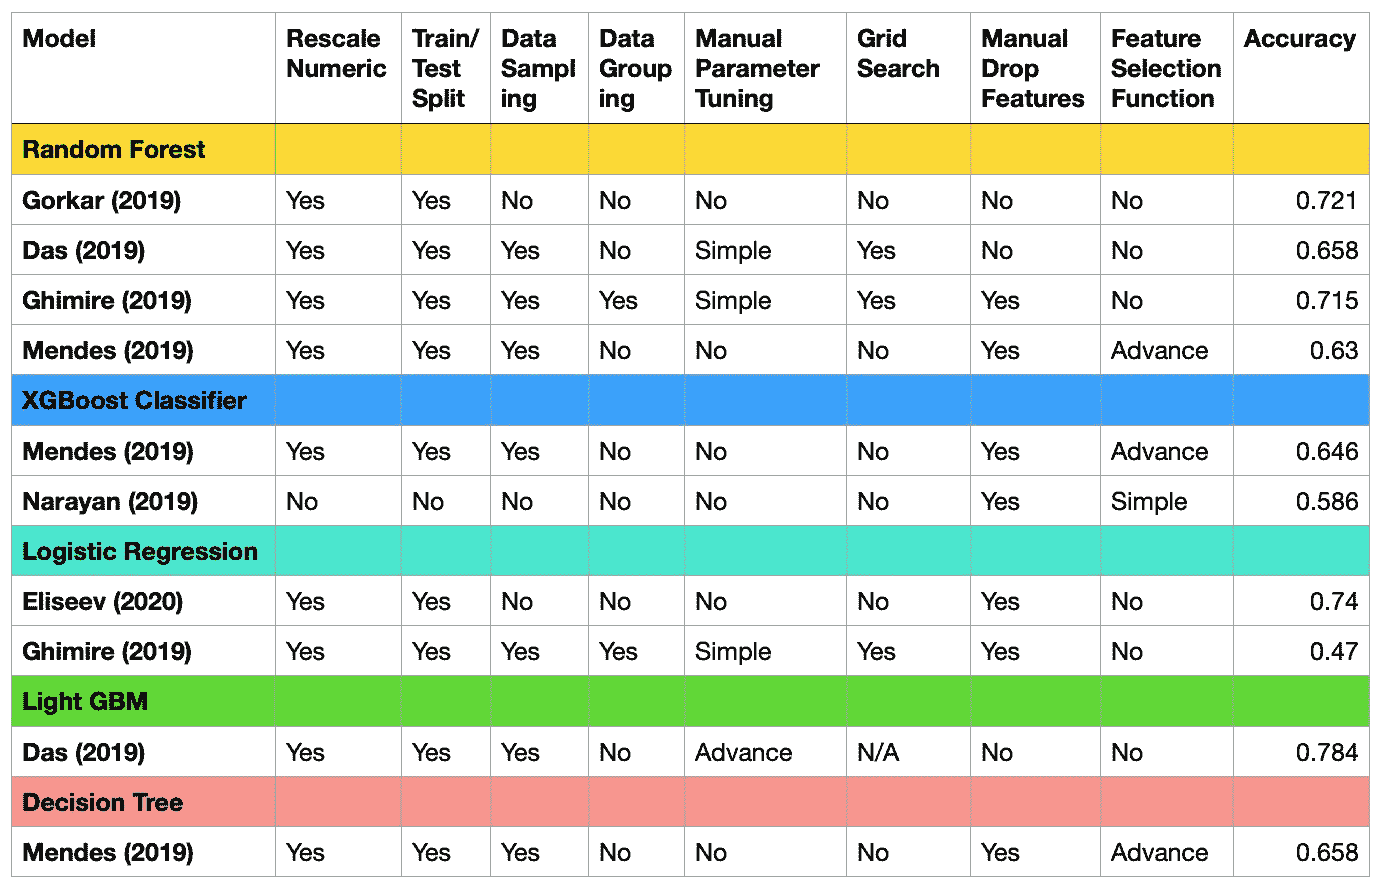 Model Rescale Numeric Train/ Test Split Data Sampl ing Data Group ing Manual Parameter Tuning Grid Search Manual Drop Features Feature Selection Function Accuracy
Random Forest
Gorkar (2019) Yes Yes No No No No No No 0.721
Das (2019) Yes Yes Yes No Simple Yes No No 0.658
Ghimire (2019) Yes Yes Yes Yes Simple Yes Yes No 0.715
Mendes (2019) Yes Yes Yes No No No Yes Advance 0.63
XGBoost Classifier
Mendes (2019) Yes Yes Yes No No No Yes Advance 0.646
Narayan (2019) No No No No No No Yes Simple 0.586
Logistic Regression
Eliseev (2020) Yes Yes No No No No Yes No 0.74
Ghimire (2019) Yes Yes Yes Yes Simple Yes Yes No 0.47
Light GBM
Das (2019) Yes Yes Yes No Advance N/A No No 0.784
Decision Tree
Mendes (2019) Yes Yes Yes No No No Yes Advance 0.658